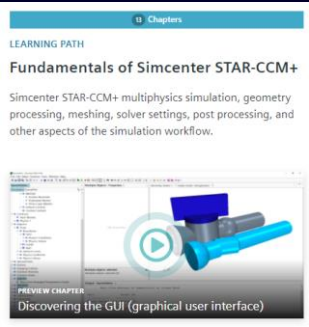 13 Chapters
LEARNING PATH
Fundamentals of Simcenter STAR-CCM+
Simcenter STAR-CCM+ multiphysics simulation, geometry
processing, meshing, solver settings, post processing, and
other aspects of the simulation workflow.
PREVIEW CHAPTER
Discovering the GUI (graphical user interface)